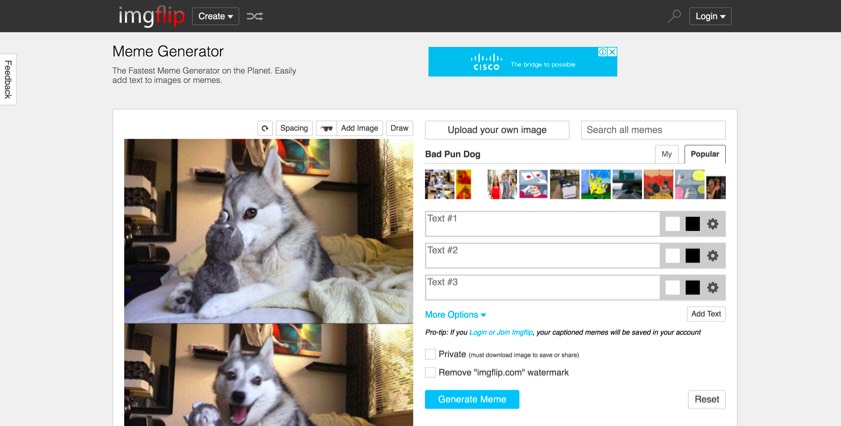 imgflip
Create
Login
Feedback
Meme Generator
The Fastest Meme Generator on the Planet. Easily
add text to images or memes.
CISCO The bridge to possible
Spacing Add Image Draw
Upload your own image
Search all memes
Bad Pun Dog
My Popular
Text #1
Text #2
Text #3
More Options
Add Text
Pro-tip: If you Login or Join Imgflip, your captioned memes will be saved in your account
Private (must download image to save or share)
Remove "imgflip.com" watermark
Generate Meme
Reset